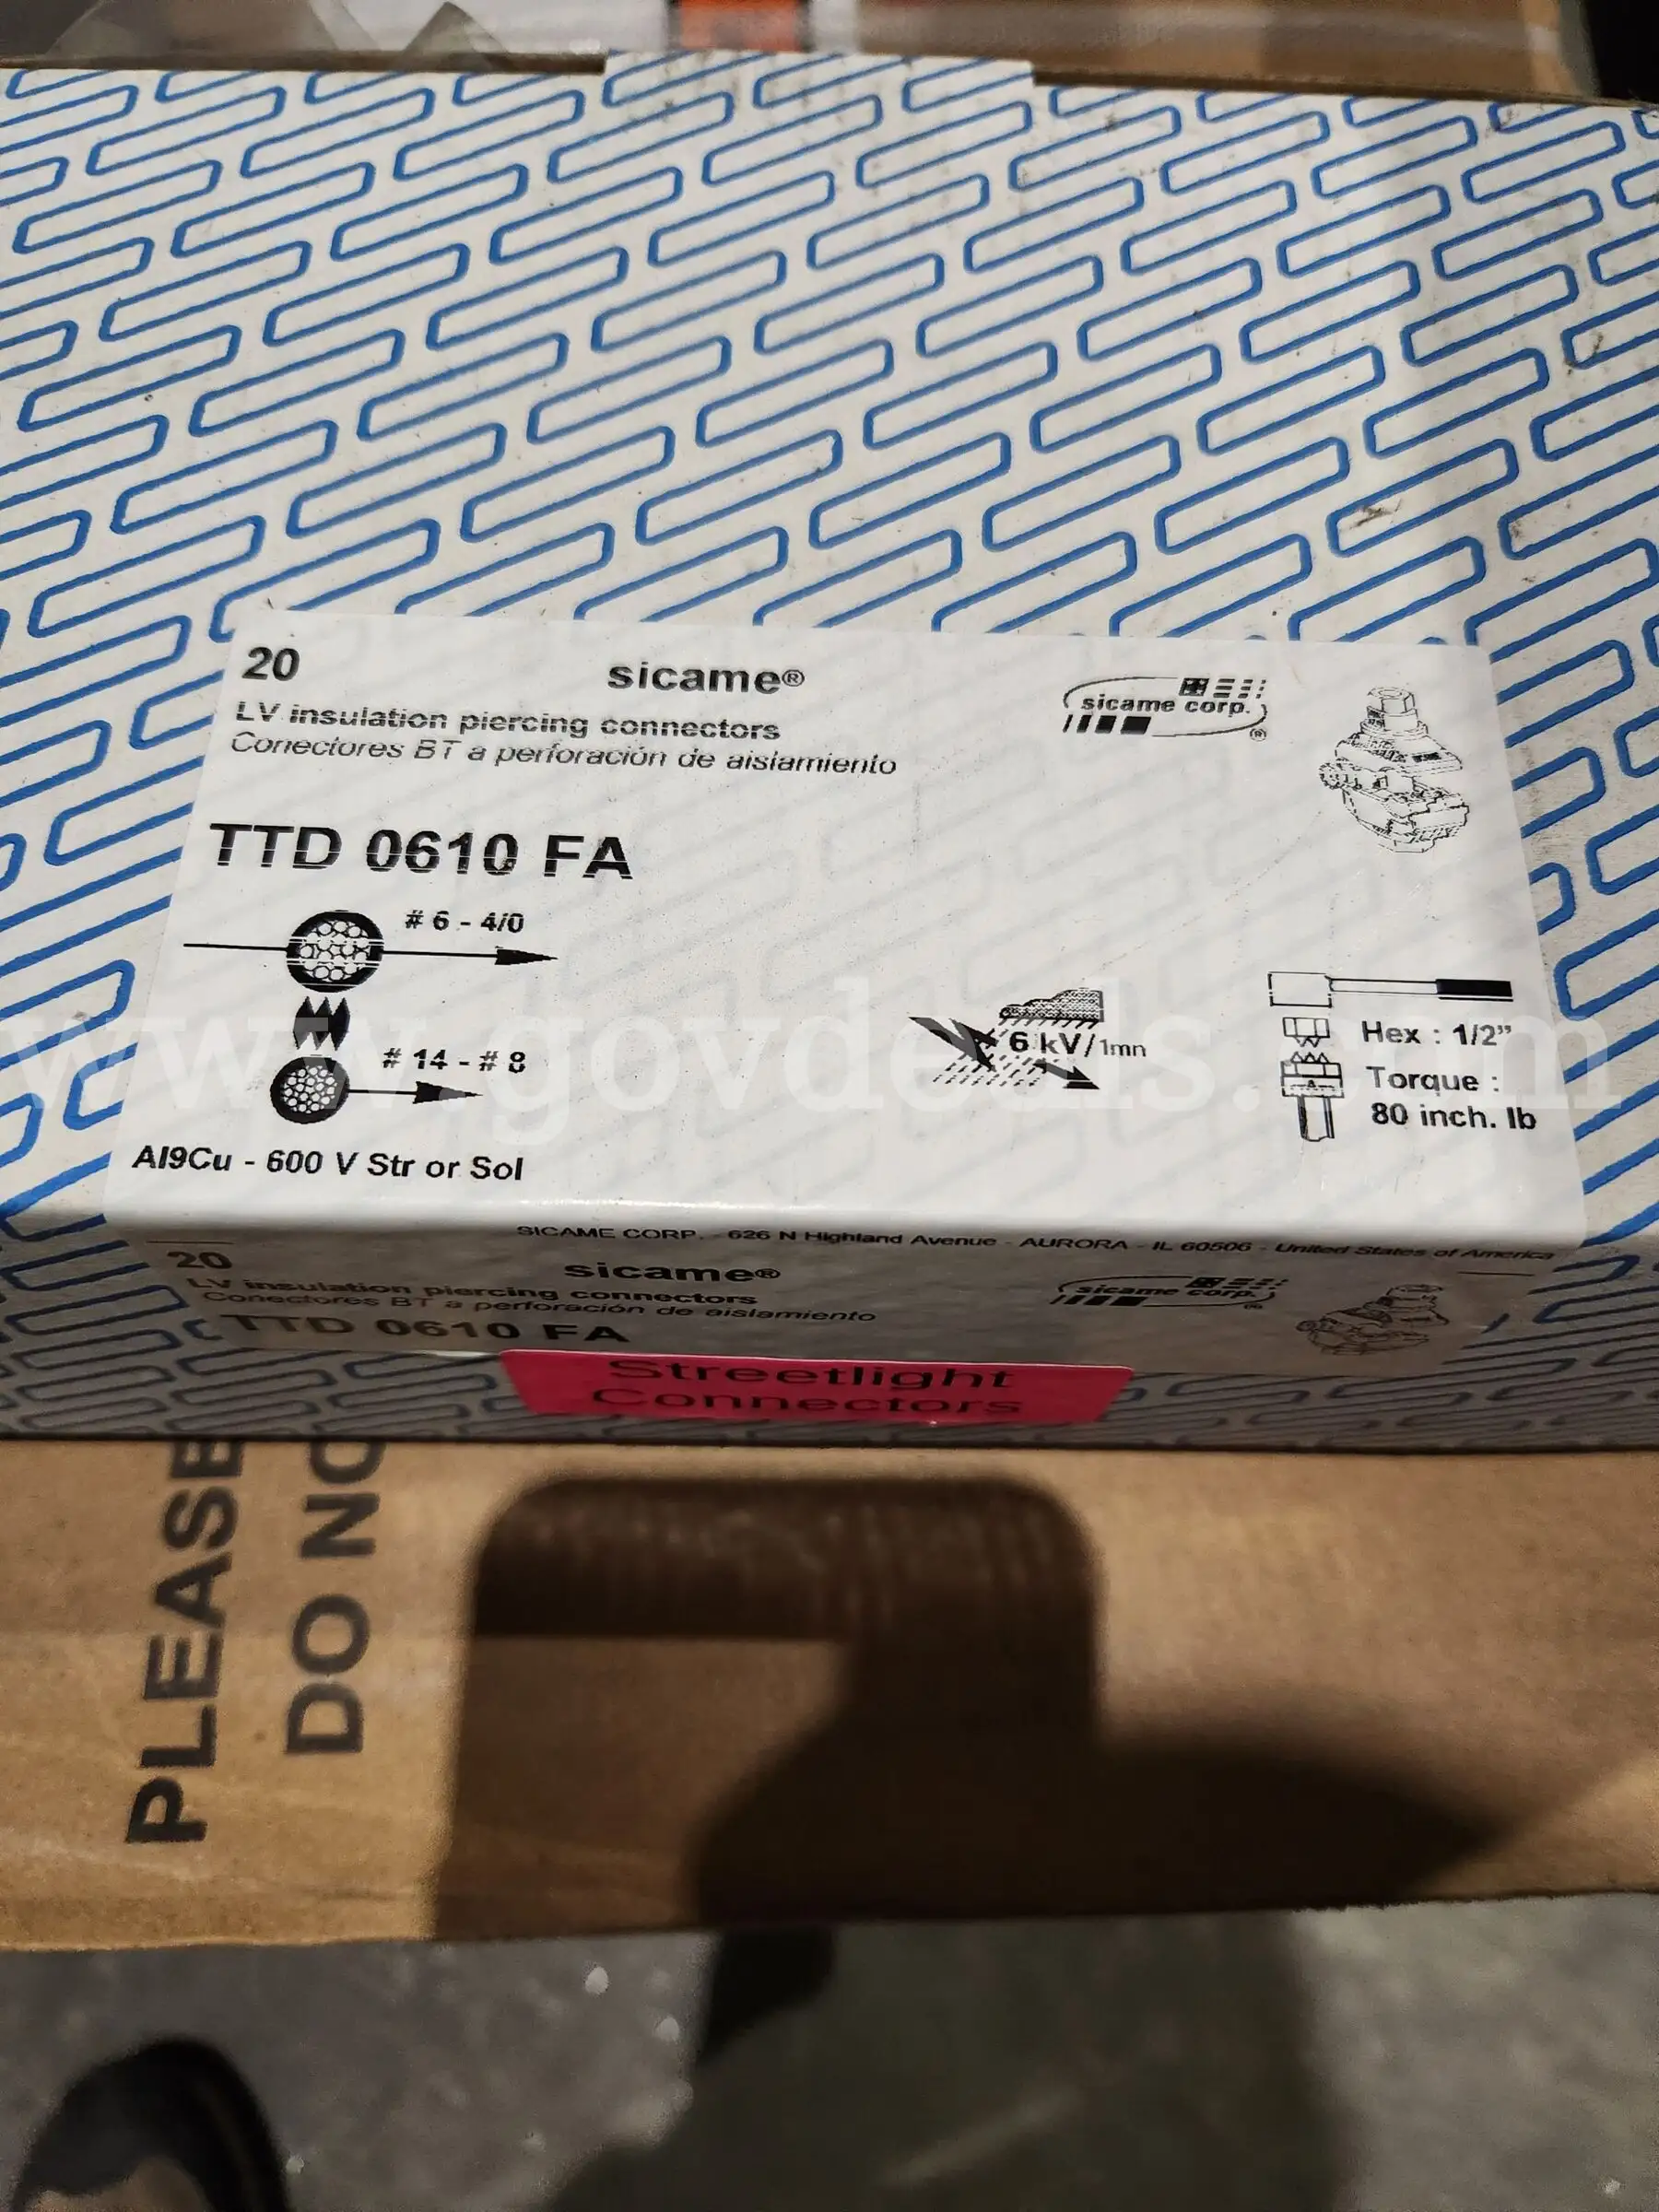 20
sicame®
sicame corp.®
LV insulation piercing connectors
Conectores BT a perforación de aislamiento
TTD 0610 FA
# 6 - 4/0
# 14 - # 8
6 kV/1mn
Hex : 1/2"
Torque :
80 inch. lb
Al9Cu - 600 V Str or Sol
SICAME CORP. - 626 N Highland Avenue - AURORA - IL 60506 - United States of America
20
sicame®
sicame corp.®
LV insulation piercing connectors
Conectores BT a perforación de aislamiento
TTD 0610 FA
Streetlight
Connectors
PLEASE
DO NO
www.govdeals.com